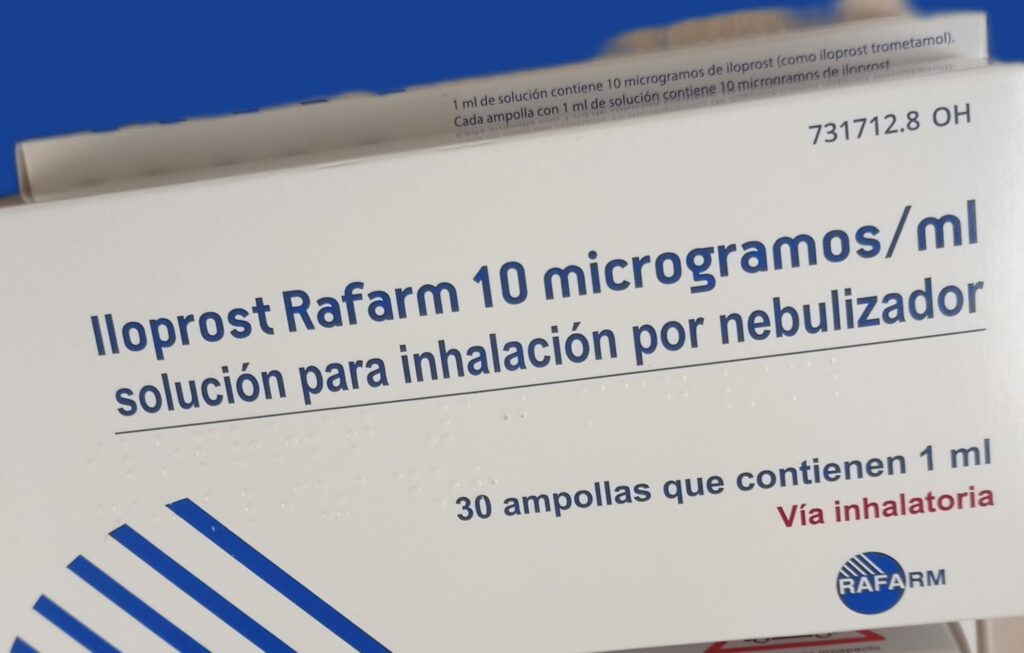 1 ml de solución contiene 10 microgramos de iloprost (como iloprost trometamol).
Cada ampolla con 1 ml de solución contiene 10 microgramos de iloprost
731712.8 OH
Iloprost Rafarm 10 microgramos/ml
solución para inhalación por nebulizador
30 ampollas que contienen 1 ml
Vía inhalatoria
RAFARM